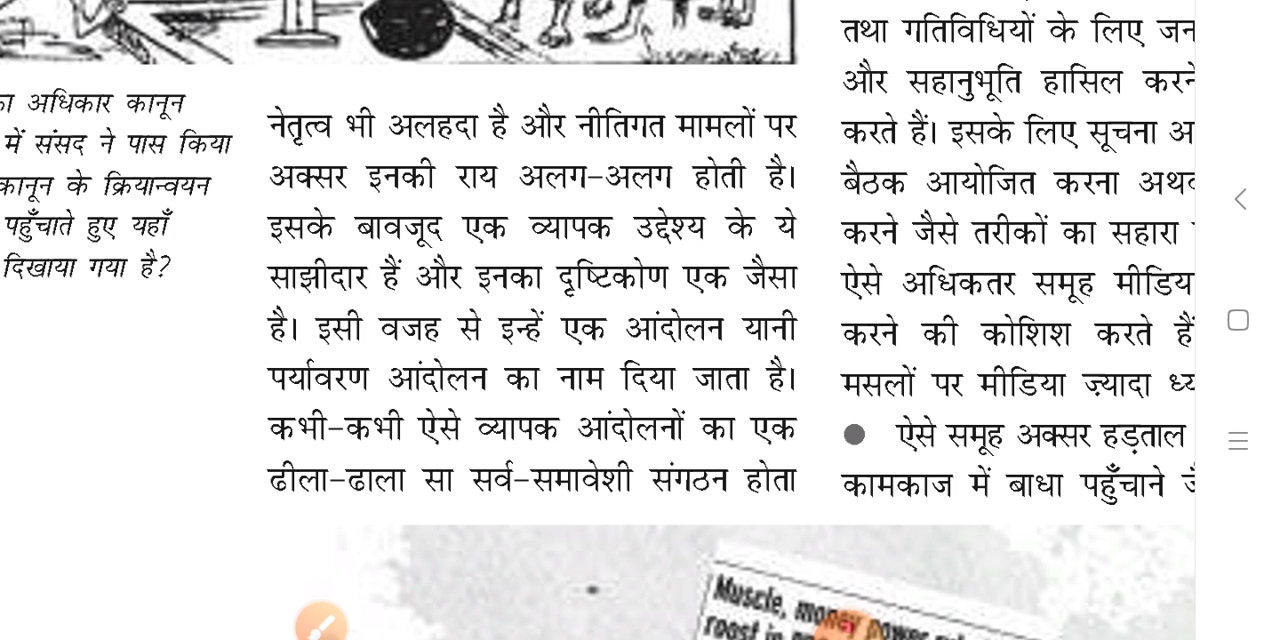 का अधिकार कानून
में संसद ने पास किया
कानून के क्रियान्वयन
पहुँचाते हुए यहाँ
दिखाया गया है?
नेतृत्व भी अलहदा है और नीतिगत मामलों पर
अक्सर इनकी राय अलग-अलग होती है।
इसके बावजूद एक व्यापक उद्देश्य के ये
साझीदार हैं और इनका दृष्टिकोण एक जैसा
है। इसी वजह से इन्हें एक आंदोलन यानी
पर्यावरण आंदोलन का नाम दिया जाता है।
कभी-कभी ऐसे व्यापक आंदोलनों का एक
ढीला-ढाला सा सर्व-समावेशी संगठन होता
तथा गतिविधियों के लिए जन
और सहानुभूति हासिल करने
करते हैं। इसके लिए सूचना अ
बैठक आयोजित करना अथव
करने जैसे तरीकों का सहारा
ऐसे अधिकतर समूह मीडिय
करने की कोशिश करते हैं
मसलों पर मीडिया ज़्यादा ध्य
● ऐसे समूह अक्सर हड़ताल
कामकाज में बाधा पहुँचाने
Muscle, money power
roost in